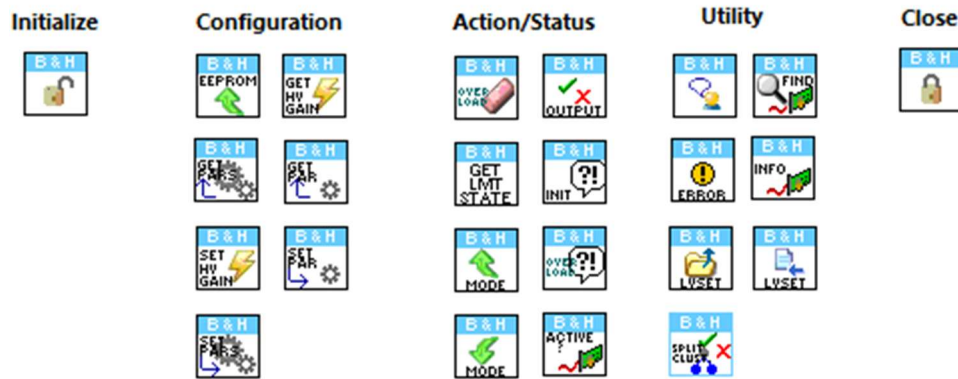 Initialize
Configuration
Action/Status
Utility
Close
B & H
B & H
EEPROM
B & H
GET
HV
GAIN
B & H
OVER
LOAD
B & H
OUTPUT
B & H
B & H
FIND
B & H
B & H
GET
PARS
B & H
GET
PAR
B & H
GET
LMT
STATE
B & H
?!
INIT
B & H
!
ERROR
B & H
INFO
B & H
SET
HV
GAIN
B & H
SET
PAR
B & H
MODE
B & H
OVER
LOAD
?!
B & H
LVSET
B & H
LVSET
B & H
SET
PARS
B & H
MODE
B & H
ACTIVE
?
B & H
SPLIT
CLUST